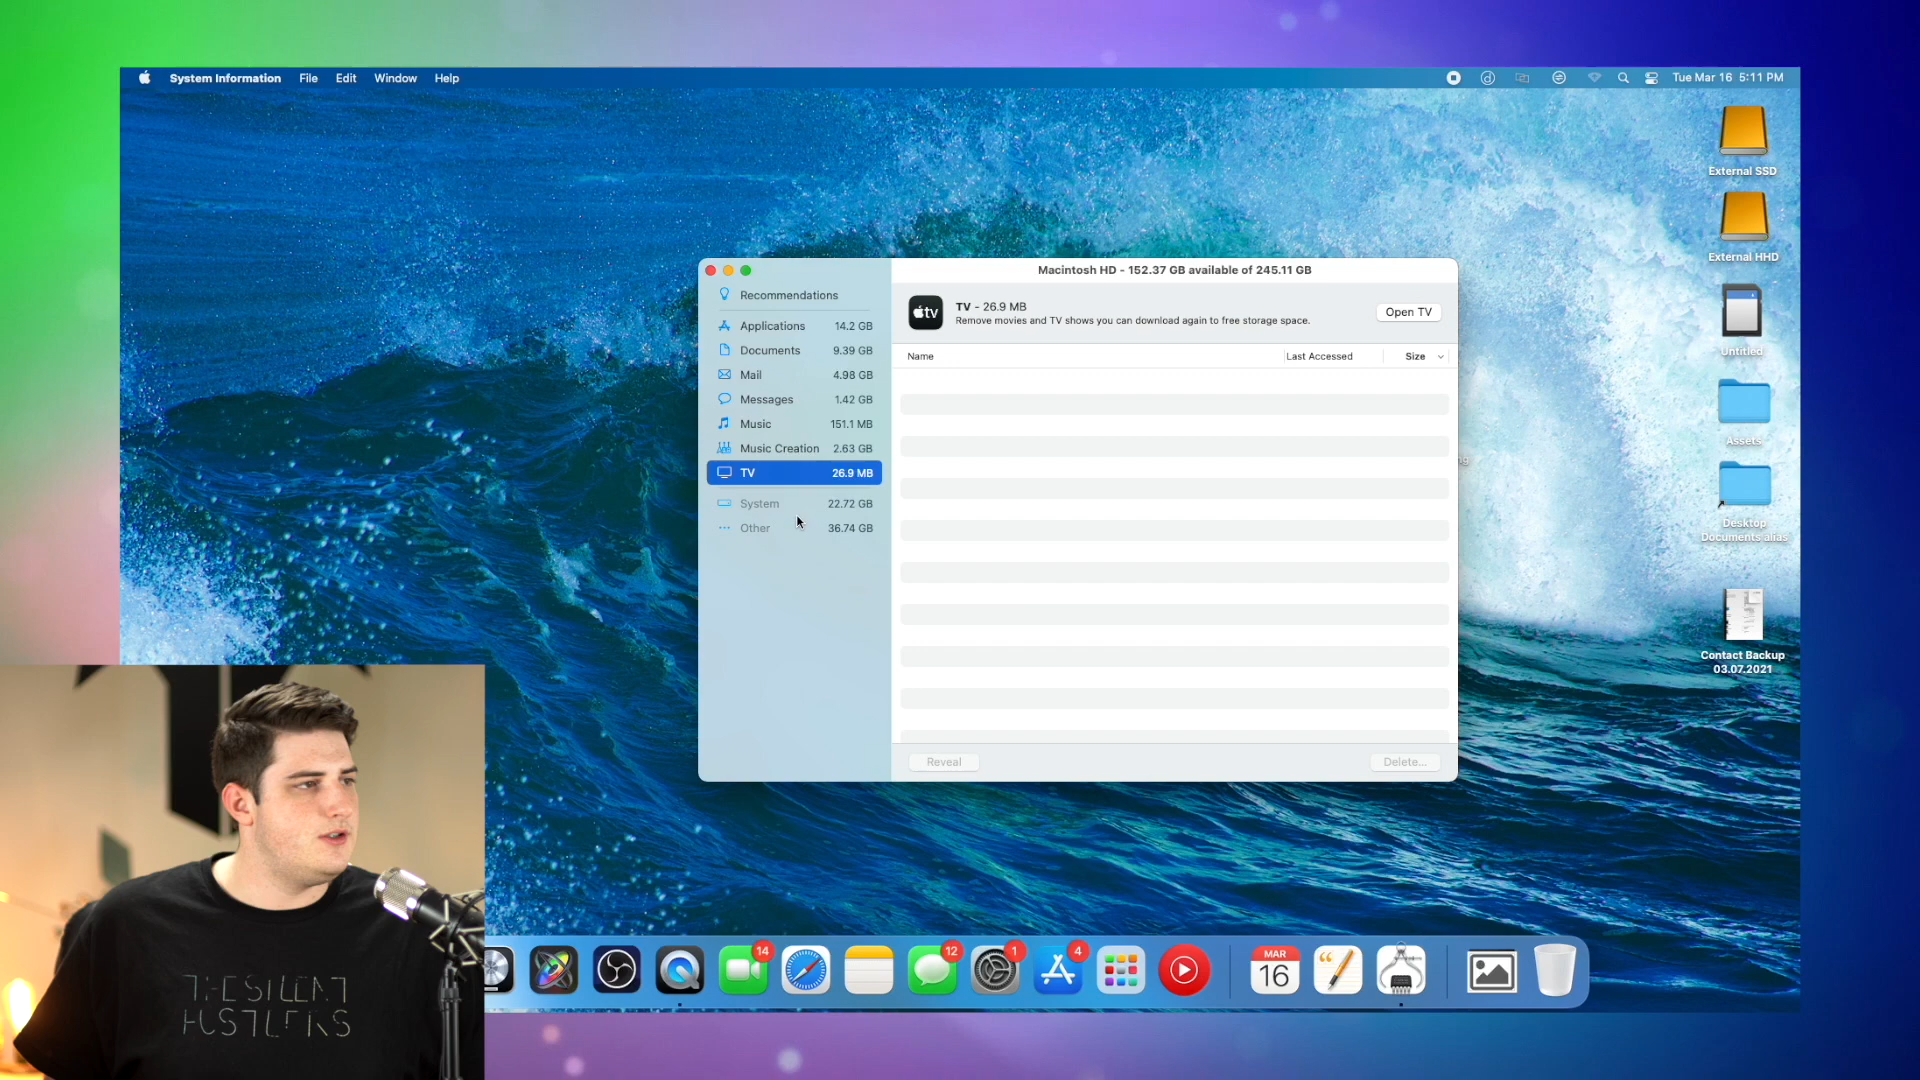 System Information File Edit Window Help
Tue Mar 16 5:11 PM
External SSD
External HHD
Untitled
Assets
Desktop
Documents alias
Contact Backup
03.07.2021
Macintosh HD - 152.37 GB available of 245.11 GB
Recommendations
Applications 14.2 GB
Documents 9.39 GB
Mail 4.98 GB
Messages 1.42 GB
Music 151.1 MB
Music Creation 2.63 GB
TV 26.9 MB
System 22.72 GB
Other 36.74 GB
tv
TV - 26.9 MB
Remove movies and TV shows you can download again to free storage space.
Open TV
Name Last Accessed Size
ng
Reveal Delete...
THE SILENT
HUSTLERS
14
12
1
4
MAR
16